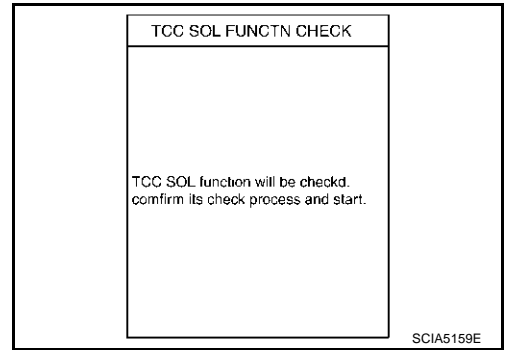 TCC SOL FUNCTN CHECK
TCC SOL function will be checkd.
comfirm its check process and start.
SCIA5159E